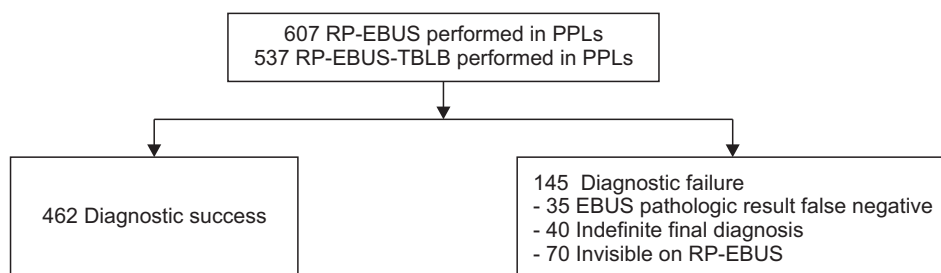 607 RP-EBUS performed in PPLs
537 RP-EBUS-TBLB performed in PPLs
462 Diagnostic success
145 Diagnostic failure
- 35 EBUS pathologic result false negative
- 40 Indefinite final diagnosis
- 70 Invisible on RP-EBUS